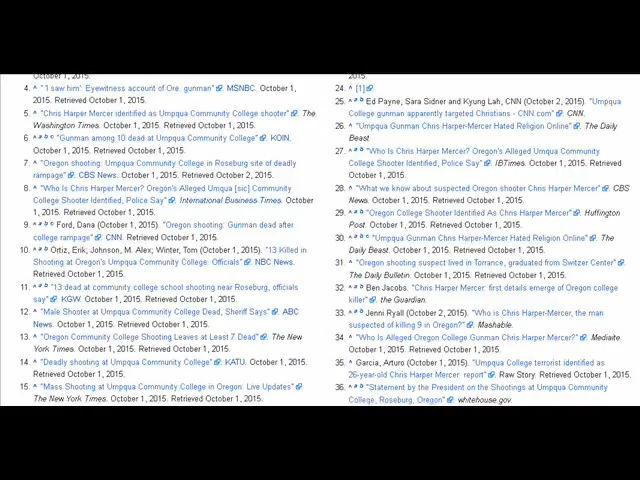 October 1, 2015.
4. ^ "'I saw him'. Eyewitness account of Ore. gunman". MSNBC. October 1,
2015. Retrieved October 1, 2015.
5. ^ "Chris Harper Mercer identified as Umpqua Community College shooter". The
Washington Times. October 1, 2015. Retrieved October 1, 2015.
6. ^ a b c "Gunman among 10 dead at Umpqua Community College". KOIN.
October 1, 2015. Retrieved October 1, 2015.
7. ^ "Oregon shooting: Umpqua Community College in Roseburg site of deadly
rampage". CBS News. October 1, 2015. Retrieved October 2, 2015.
8. ^ "Who Is Chris Harper Mercer? Oregon's Alleged Umqua [sic] Community
College Shooter Identified, Police Say". International Business Times. October
1, 2015. Retrieved October 1, 2015.
9. ^ a b c Ford, Dana (October 1, 2015). "Oregon shooting: Gunman dead after
college rampage". CNN. Retrieved October 1, 2015.
10. ^ a b Ortiz, Erik; Johnson, M. Alex; Winter, Tom (October 1, 2015). "13 Killed in
Shooting at Oregon's Umpqua Community College: Officials". NBC News.
Retrieved October 1, 2015.
11. ^ a b "13 dead at community college school shooting near Roseburg, officials
say". KGW. October 1, 2015. Retrieved October 1, 2015.
12. ^ "Male Shooter at Umpqua Community College Dead, Sheriff Says". ABC
News. October 1, 2015. Retrieved October 1, 2015.
13. ^ "Oregon Community College Shooting Leaves at Least 7 Dead". The New
York Times. October 1, 2015. Retrieved October 1, 2015.
14. ^ "Deadly shooting at Umpqua Community College". KATU. October 1, 2015.
Retrieved October 1, 2015.
15. ^ "Mass Shooting at Umpqua Community College in Oregon: Live Updates".
The New York Times. October 1, 2015. Retrieved October 1, 2015.
October 1, 2015.
24. ^ [1]
25. ^ a b Ed Payne, Sara Sidner and Kyung Lah, CNN (October 2, 2015). "Umpqua
College gunman apparently targeted Christians - CNN.com". CNN.
26. ^ "Umpqua Gunman Chris Harper-Mercer Hated Religion Online". The Daily
Beast.
27. ^ "Who Is Chris Harper Mercer? Oregon's Alleged Umqua Community
College Shooter Identified, Police Say". IBTimes. October 1, 2015. Retrieved
October 1, 2015.
28. ^ "What we know about suspected Oregon shooter Chris Harper Mercer". CBS
News. October 1, 2015. Retrieved October 1, 2015.
29. ^ "Oregon College Shooter Identified As Chris Harper Mercer". Huffington
Post. October 1, 2015. Retrieved October 1, 2015.
30. ^ a b "Umpqua Gunman Chris Harper-Mercer Hated Religion Online". The
Daily Beast. October 1, 2015. Retrieved October 1, 2015.
31. ^ "Oregon shooting suspect lived in Torrance, graduated from Switzer Center".
The Daily Bulletin. October 1, 2015. Retrieved October 1, 2015.
32. ^ a b Ben Jacobs. "Chris Harper Mercer: first details emerge of Oregon college
killer". the Guardian.
33. ^ Jenni Ryall (October 2, 2015). "Who is Chris Harper-Mercer, the man
suspected of killing 9 in Oregon?". Mashable.
34. ^ "Who Is Alleged Oregon College Gunman Chris Harper Mercer?". Mediaite.
October 1, 2015. Retrieved October 1, 2015.
35. ^ Garcia, Arturo (October 1, 2015). "Umpqua College terrorist identified as
26-year-old Chris Harper Mercer: report". Raw Story. Retrieved October 1, 2015.
36. ^ a b "Statement by the President on the Shootings at Umpqua Community
College, Roseburg, Oregon". whitehouse.gov.